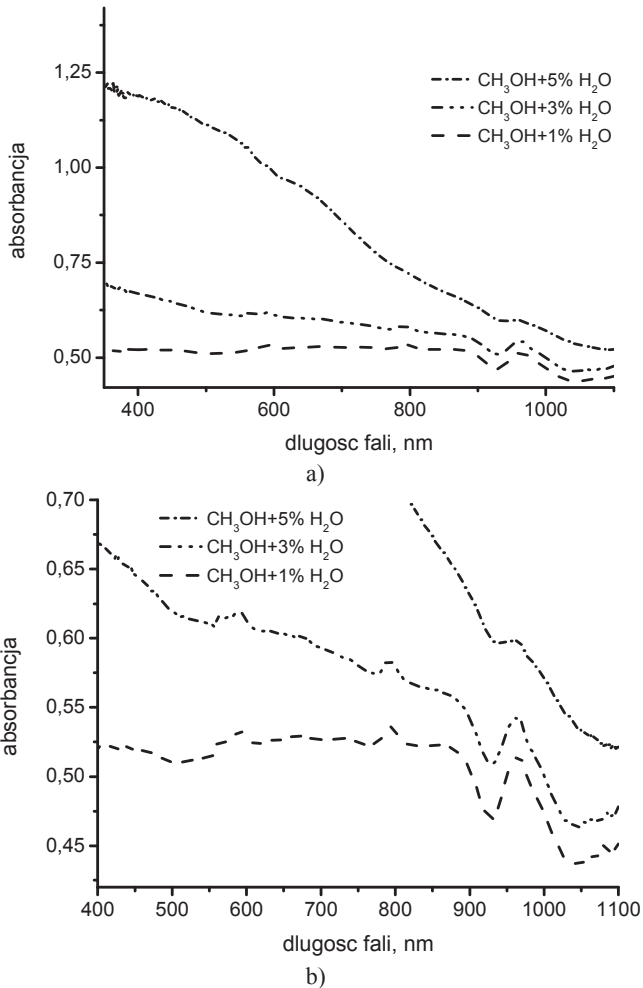 1,25
1,00
0,75
0,50
absorbancja
CH₃OH+5% H₂O
CH₃OH+3% H₂O
CH₃OH+1% H₂O
400 600 800 1000
dlugosc fali, nm
a)
0,70
0,65
0,60
0,55
0,50
0,45
absorbancja
CH₃OH+5% H₂O
CH₃OH+3% H₂O
CH₃OH+1% H₂O
400 500 600 700 800 900 1000 1100
dlugosc fali, nm
b)